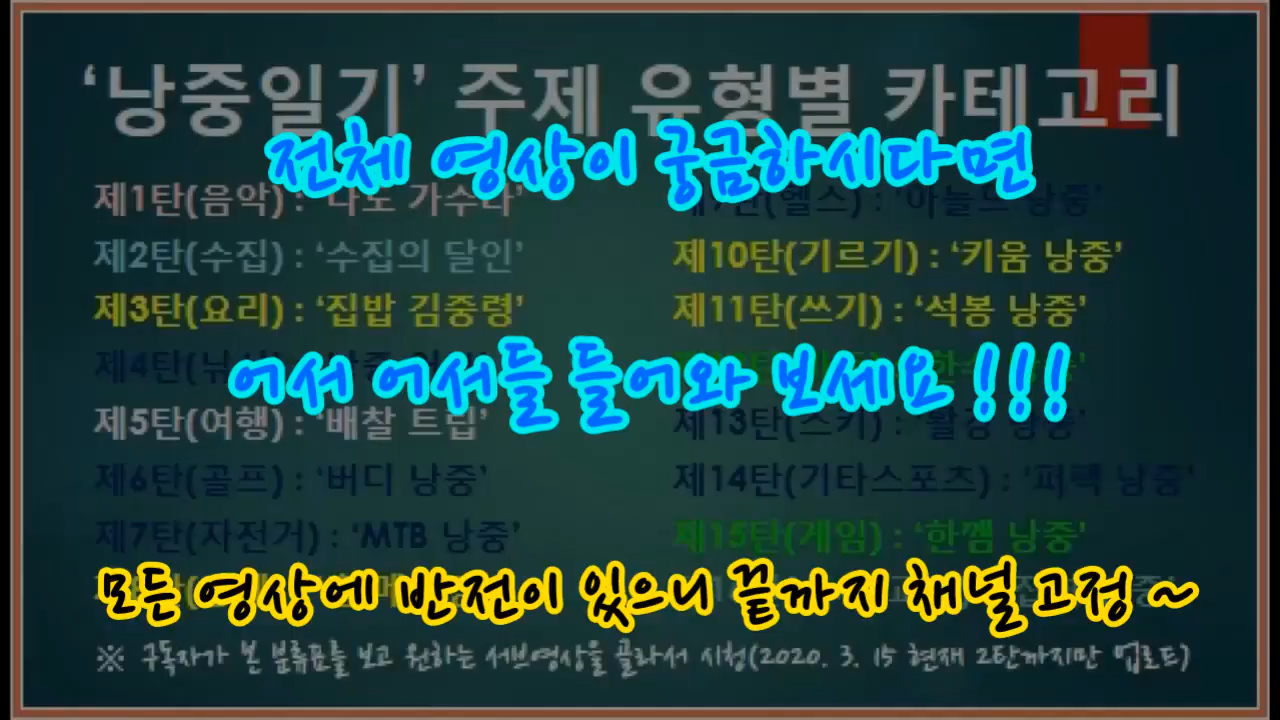 ‘낭중일기’ 주제 유형별 카테고리
전체 영상이 궁금하시다면
제1탄(음악) : ‘나도 가수다’
제2탄(수집) : ‘수집의 달인’
제10탄(기르기) : ‘키움 낭중’
제3탄(요리) : ‘집밥 김중령’
제11탄(쓰기) : ‘석봉 낭중’
어서 어서들 들어와 보세요 !!!
제5탄(여행) : ‘배찰 트립’
제13탄(스키) : ‘활강 낭중’
제6탄(골프) : ‘버디 낭중’
제14탄(기타스포츠) : ‘퍼펙 낭중’
제7탄(자전거) : ‘MTB 낭중’
제15탄(게임) : ‘한껨 낭중’
모든 영상에 반전이 있으니 끝까지 채널고정 ~
※ 구독자가 본 분류표를 보고 원하는 서브영상을 골라서 시청(2020. 3. 15 현재 2탄까지만 업로드)